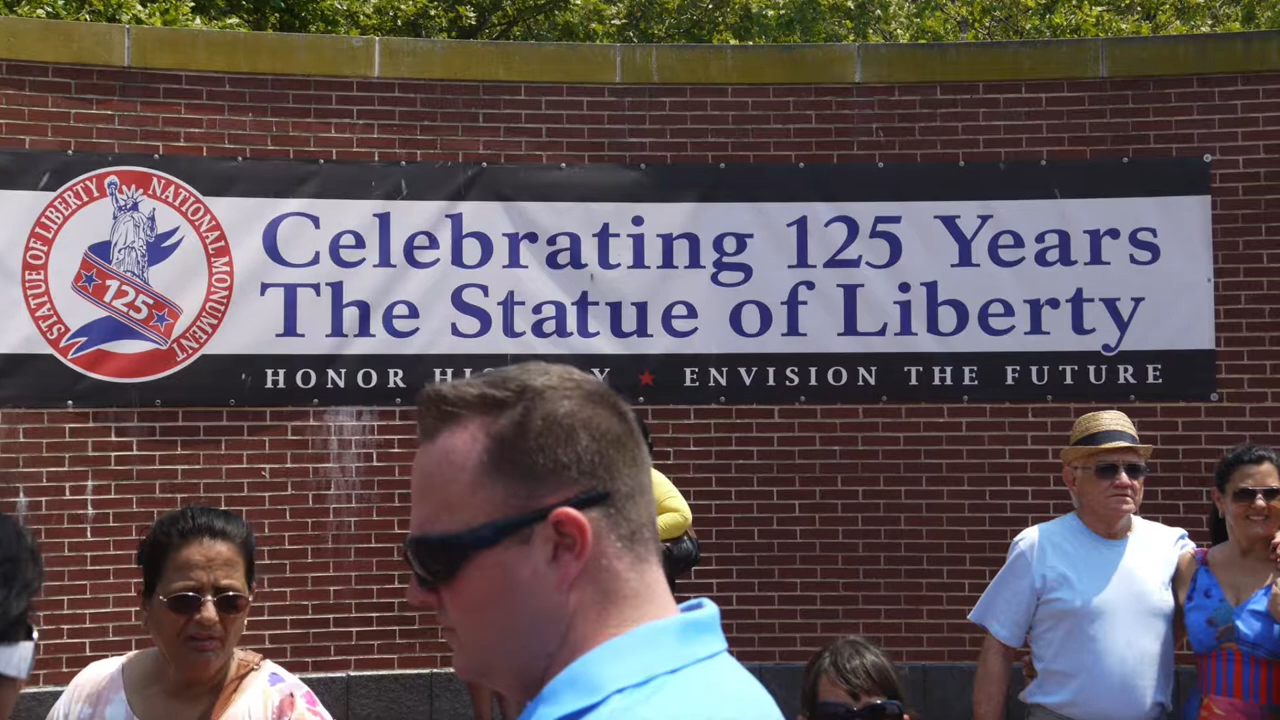 STATUE OF LIBERTY NATIONAL MONUMENT
125
Celebrating 125 Years
The Statue of Liberty
HONOR ★ ENVISION THE FUTURE